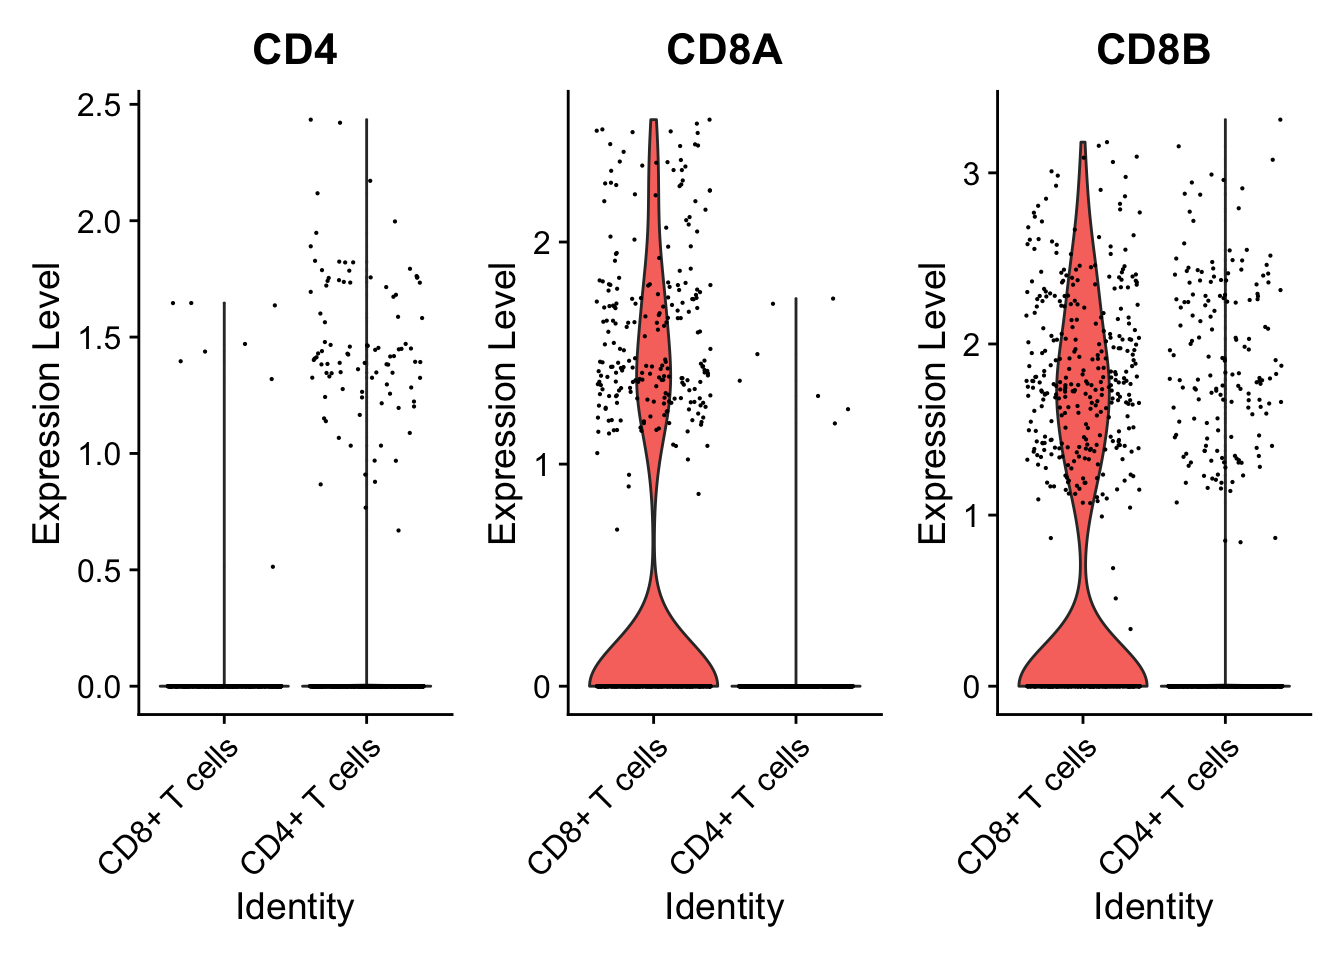 CD4
CD8A
CD8B
Expression Level
2.5
2.0
1.5
1.0
0.5
0.0
CD8+ T cells
CD4+ T cells
Identity
Expression Level
2
1
0
CD8+ T cells
CD4+ T cells
Identity
Expression Level
3
2
1
0
CD8+ T cells
CD4+ T cells
Identity